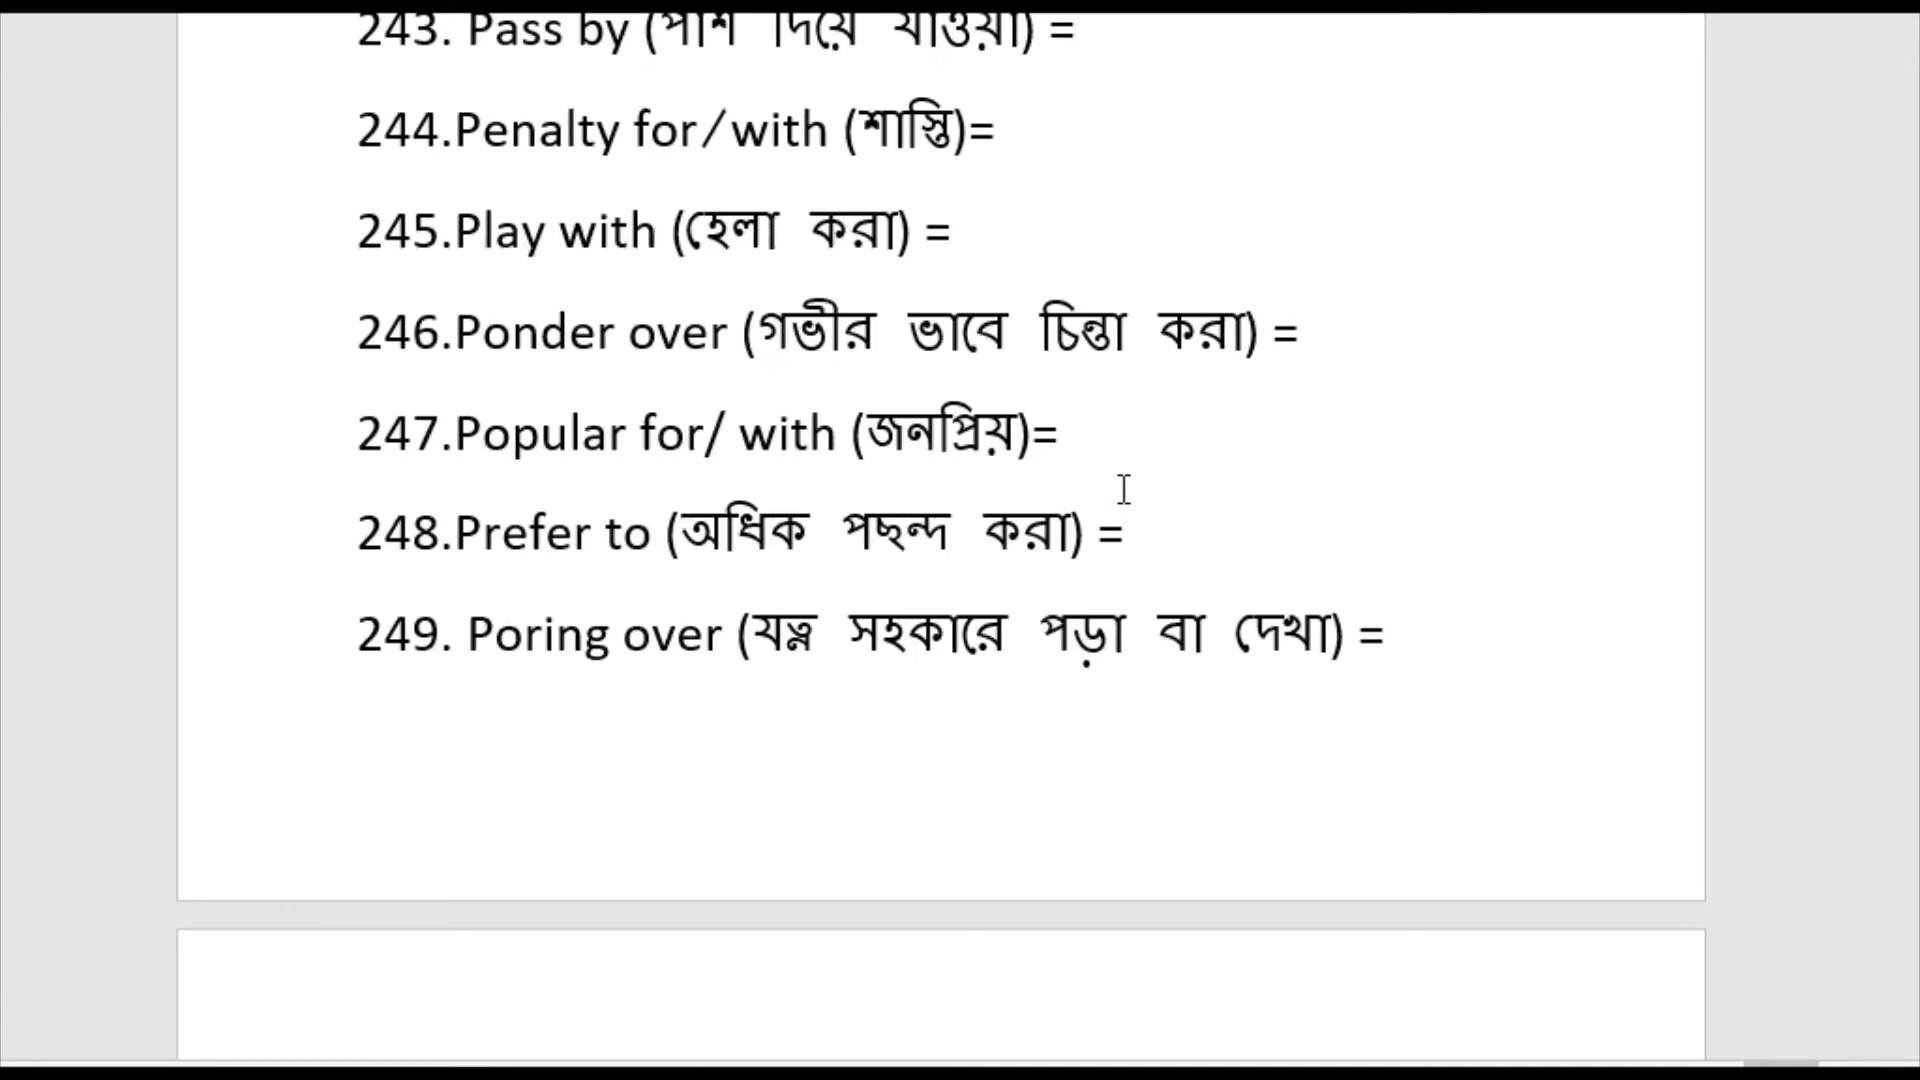 243. Pass by (পাশ দিয়ে যাওয়া) =
244.Penalty for/with (শাস্তি)=
245.Play with (হেলা করা) =
246.Ponder over (গভীর ভাবে চিন্তা করা) =
247.Popular for/ with (জনপ্রিয়)=
248.Prefer to (অধিক পছন্দ করা) =
249. Poring over (যত্ন সহকারে পড়া বা দেখা) =